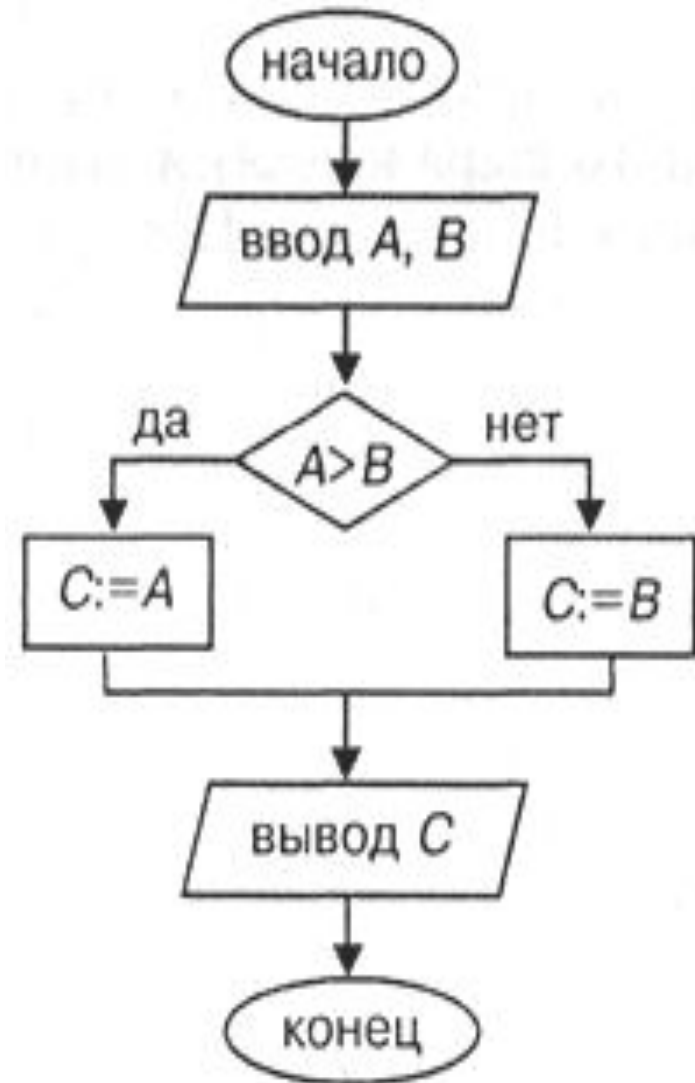 начало
ввод A, B
да
нет
A>B
C:=A
C:=B
вывод C
конец